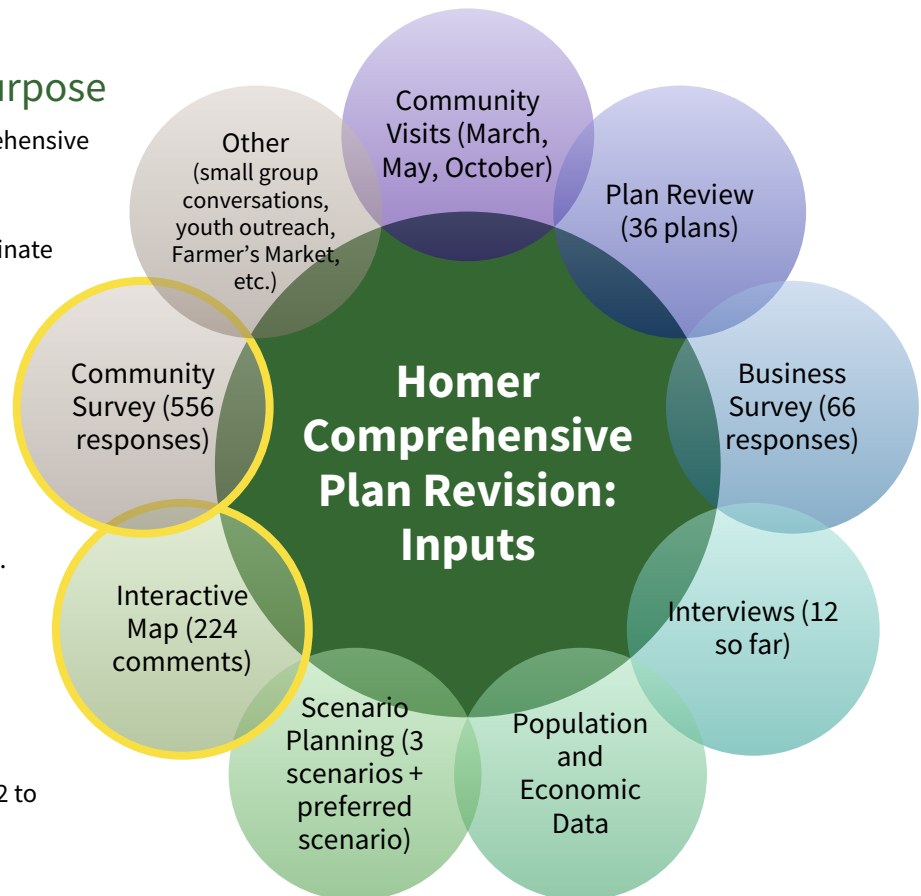 urpose
ehensive
inate
.
2 to
Community
Visits (March,
May, October)
Plan Review
(36 plans)
Business
Survey (66
responses)
Interviews (12
so far)
Population
and
Economic
Data
Scenario
Planning (3
scenarios +
preferred
scenario)
Interactive
Map (224
comments)
Community
Survey (556
responses)
Other
(small group
conversations,
youth outreach,
Farmer's Market,
etc.)
Homer
Comprehensive
Plan Revision:
Inputs